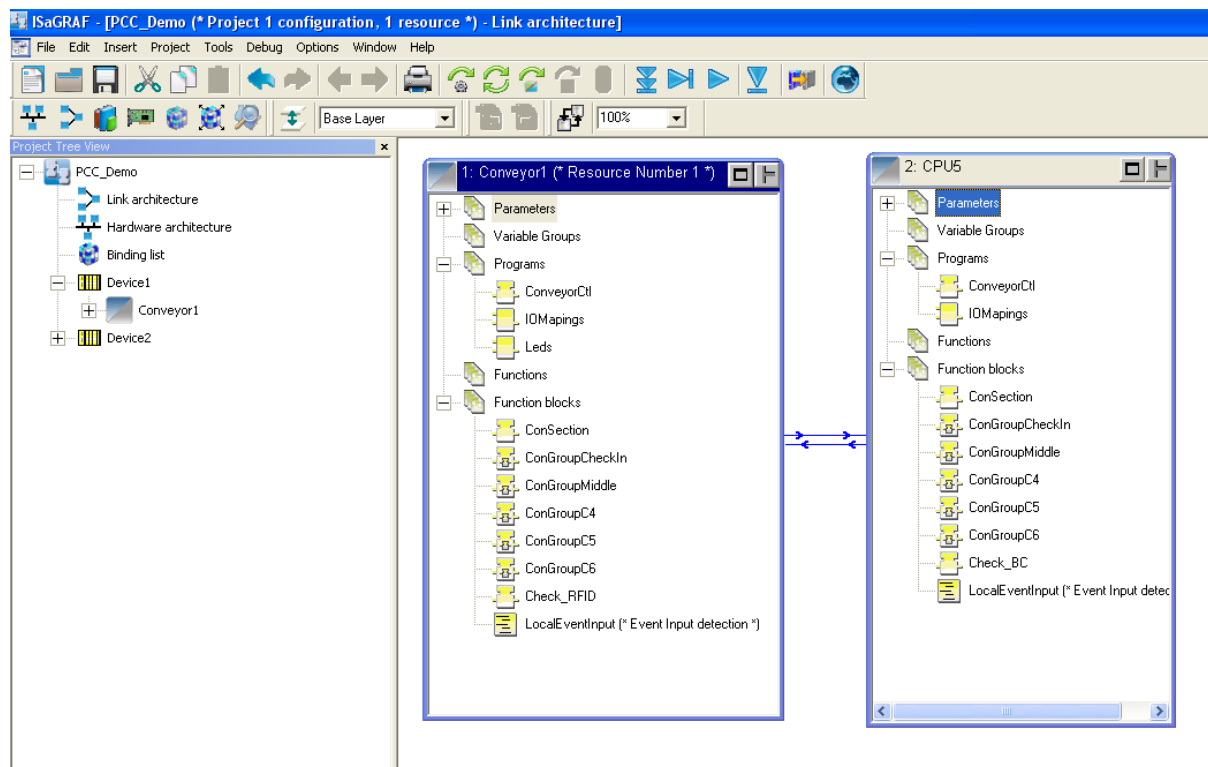 ISaGRAF - [PCC_Demo (* Project 1 configuration, 1 resource *) - Link architecture]
File Edit Insert Project Tools Debug Options Window Help
Base Layer
100%
Project Tree View
PCC_Demo
Link architecture
Hardware architecture
Binding list
Device1
Conveyor1
Device2
1: Conveyor1 (* Resource Number 1 *)
Parameters
Variable Groups
Programs
ConveyorCtl
IOMapings
Leds
Functions
Function blocks
ConSection
ConGroupCheckIn
ConGroupMiddle
ConGroupC4
ConGroupC5
ConGroupC6
Check_RFID
LocalEventInput (* Event Input detection *)
2: CPU5
Parameters
Variable Groups
Programs
ConveyorCtl
IOMapings
Functions
Function blocks
ConSection
ConGroupCheckIn
ConGroupMiddle
ConGroupC4
ConGroupC5
ConGroupC6
Check_BC
LocalEventInput (* Event Input detec